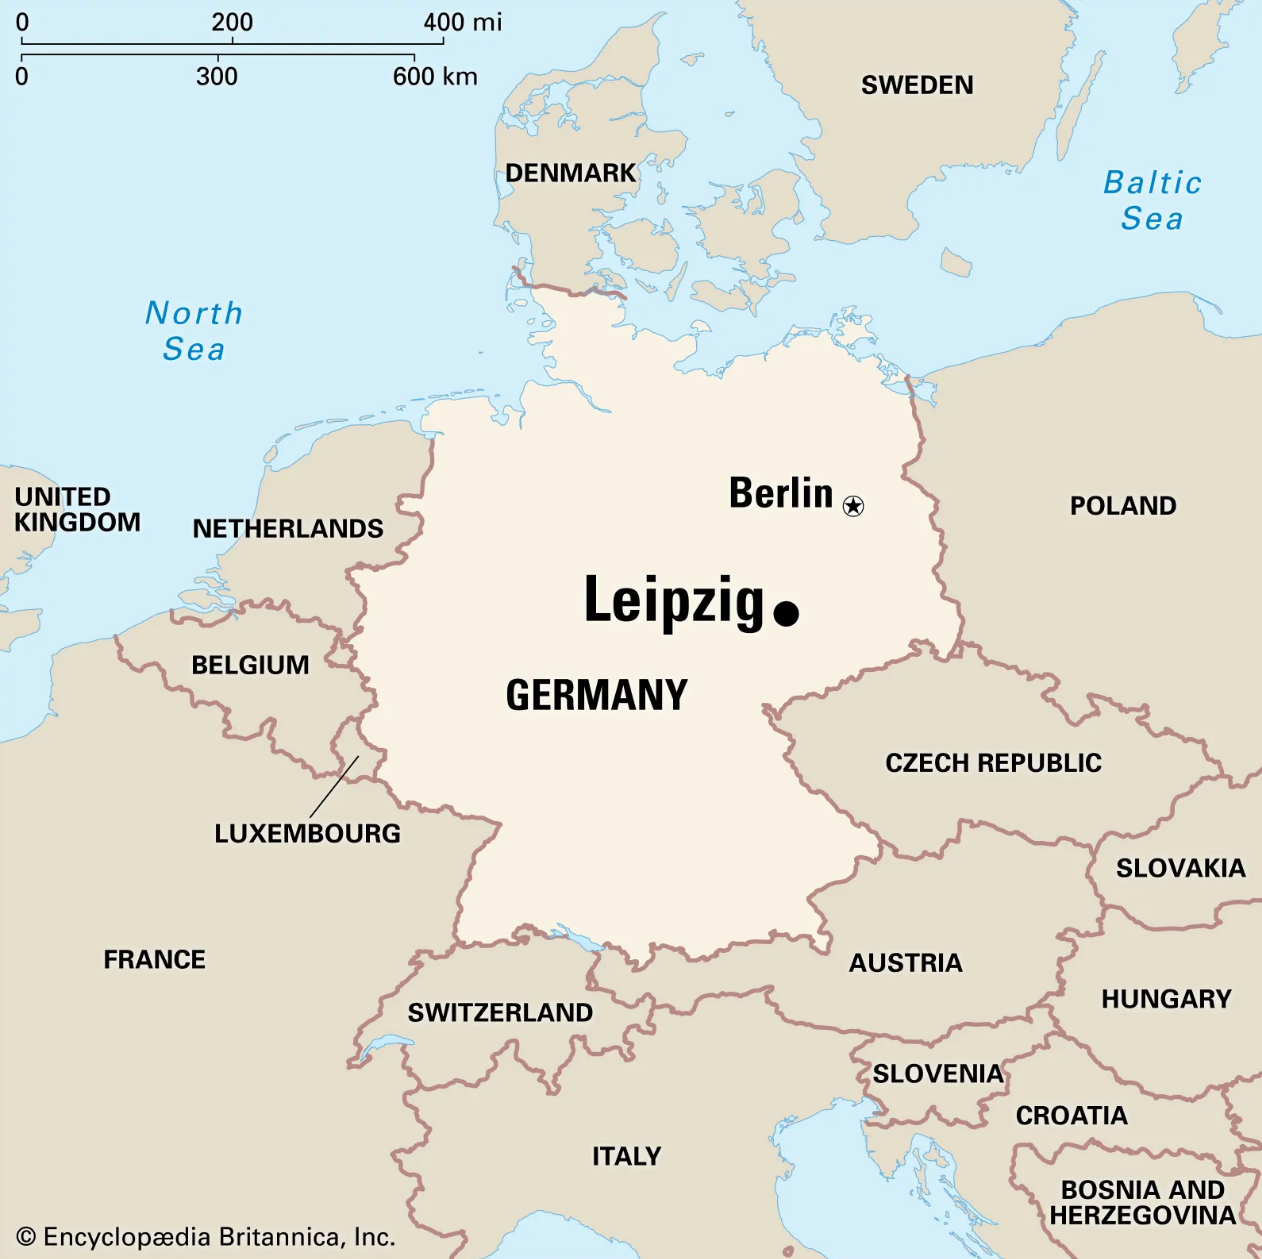 0 200 400 mi
0 300 600 km
SWEDEN
Baltic
Sea
DENMARK
North
Sea
Berlin
UNITED
KINGDOM
NETHERLANDS
POLAND
Leipzig
BELGIUM
GERMANY
CZECH REPUBLIC
LUXEMBOURG
SLOVAKIA
FRANCE
AUSTRIA
SWITZERLAND
HUNGARY
SLOVENIA
CROATIA
ITALY
BOSNIA AND
HERZEGOVINA
© Encyclopædia Britannica, Inc.